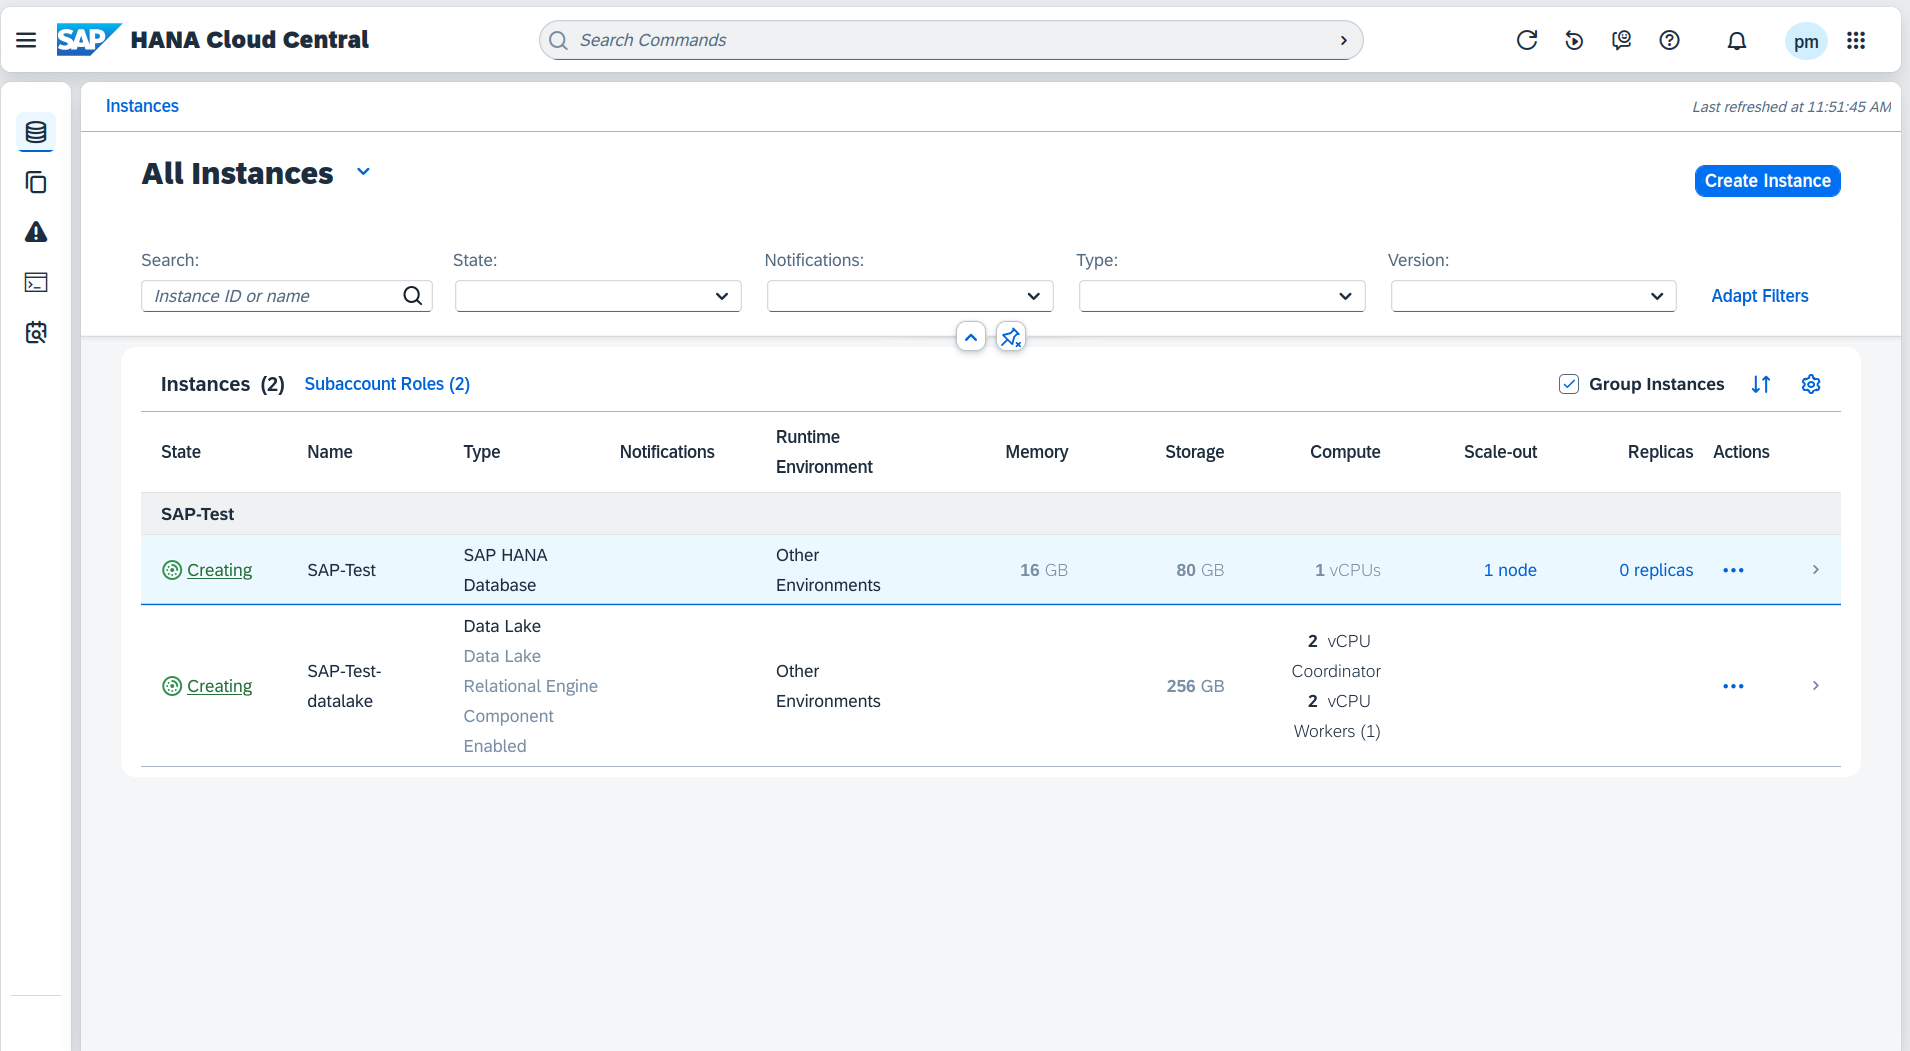 SAP HANA Cloud Central
Search Commands
pm
Instances
Last refreshed at 11:51:45 AM
All Instances
Create Instance
Search:
State:
Notifications:
Type:
Version:
Instance ID or name
Adapt Filters
Instances (2)
Subaccount Roles (2)
Group Instances
State
Name
Type
Notifications
Runtime
Environment
Memory
Storage
Compute
Scale-out
Replicas
Actions
SAP-Test
Creating
SAP-Test
SAP HANA
Database
Other
Environments
16 GB
80 GB
1 vCPUs
1 node
0 replicas
Creating
SAP-Test-
datalake
Data Lake
Data Lake
Relational Engine
Component
Enabled
Other
Environments
256 GB
2 vCPU
Coordinator
2 vCPU
Workers (1)